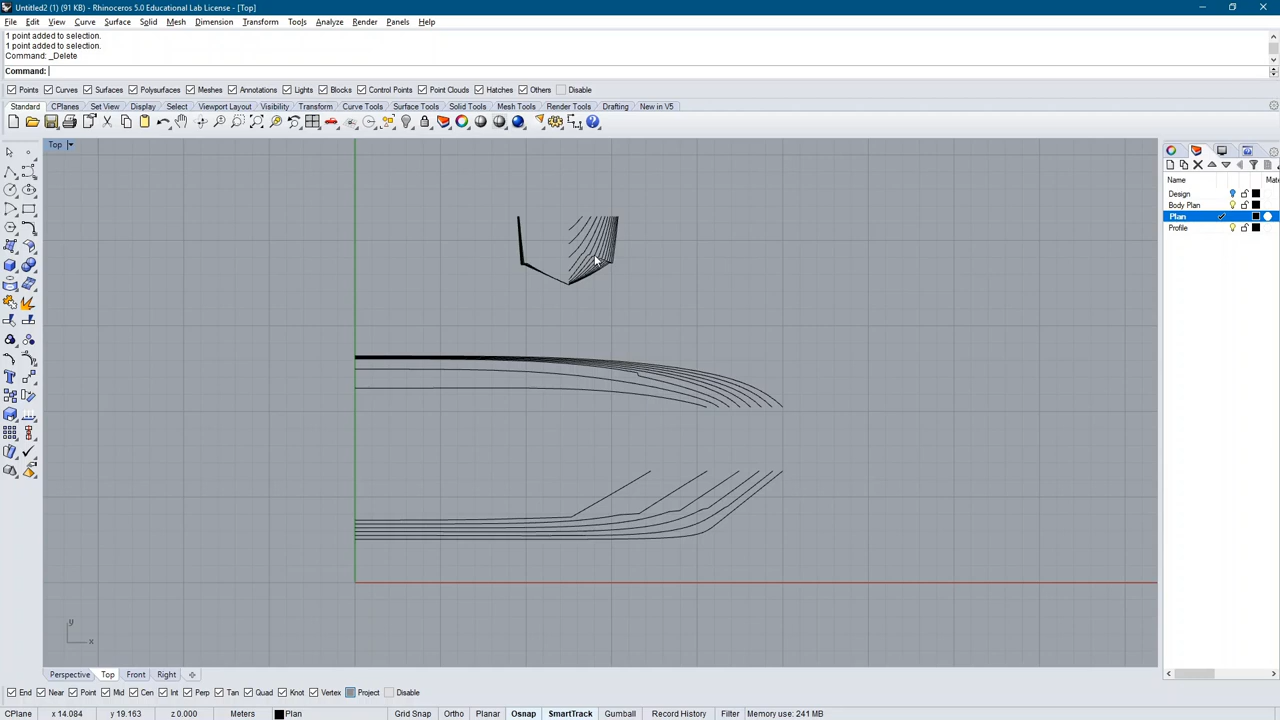 Untitled2 (1) (91 KB) - Rhinoceros 5.0 Educational Lab License - [Top]
File Edit View Curve Surface Solid Mesh Dimension Transform Tools Analyze Render Panels Help
1 point added to selection.
1 point added to selection.
Command: _Delete
Command:
Points Curves Surfaces Polysurfaces Meshes Annotations Lights Blocks Control Points Point Clouds Hatches Others Disable
Standard CPlanes Set View Display Select Viewport Layout Visibility Transform Curve Tools Surface Tools Solid Tools Mesh Tools Render Tools Drafting New in V5
Top
Name Mate
Design
Body Plan
Plan
Profile
y
x
Perspective Top Front Right
End Near Point Mid Cen Int Perp Tan Quad Knot Vertex Project Disable
CPlane x 14.084 y 19.163 z 0.000 Meters Plan Grid Snap Ortho Planar Osnap SmartTrack Gumball Record History Filter Memory use: 241 MB